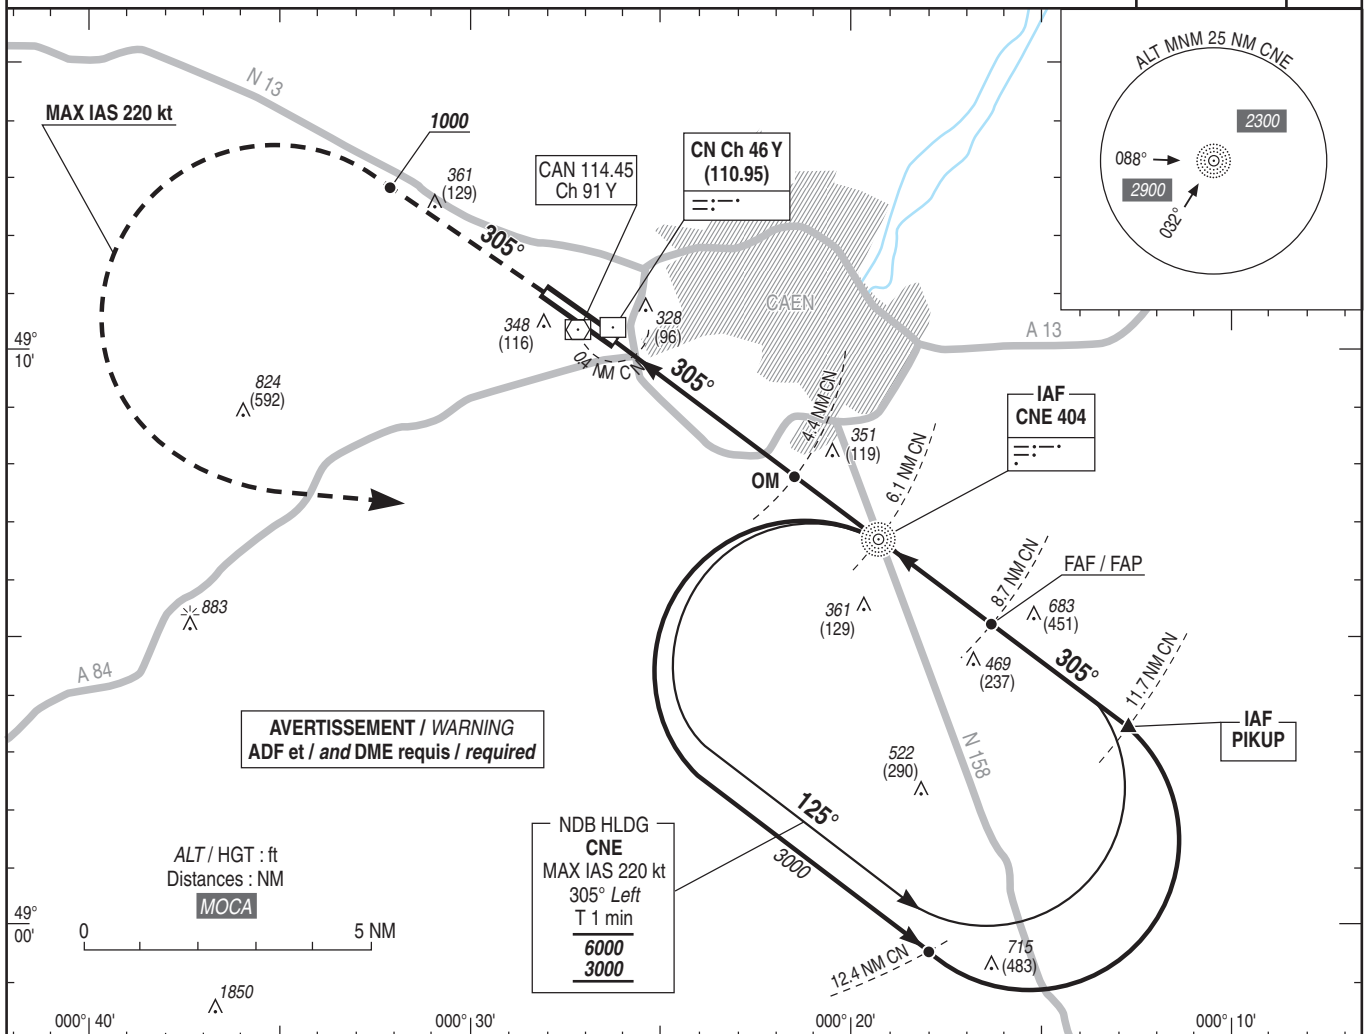 ALT MNM 25 NM CNE
2300
088°
2900
032°
N 13
MAX IAS 220 kt
1000
361
(129)
305°
CAN 114.45
Ch 91 Y
CN Ch 46 Y
(110.95)
CAEN
A 13
348
(116)
328
(96)
0.4 NM CN
305°
49°
10'
824
(592)
4.4 NM CN
351
(119)
OM
6.1 NM CN
IAF
CNE 404
8.7 NM CN
FAF / FAP
361
(129)
683
(451)
469
(237)
305°
11.7 NM CN
IAF
PIKUP
883
A 84
AVERTISSEMENT / WARNING
ADF et / and DME requis / required
522
(290)
N 158
125°
3000
NDB HLDG
CNE
MAX IAS 220 kt
305° Left
T 1 min
6000
3000
ALT / HGT : ft
Distances : NM
MOCA
0
5 NM
49°
00'
12.4 NM CN
715
(483)
1850
000° 40'
000° 30'
000° 20'
000° 10'